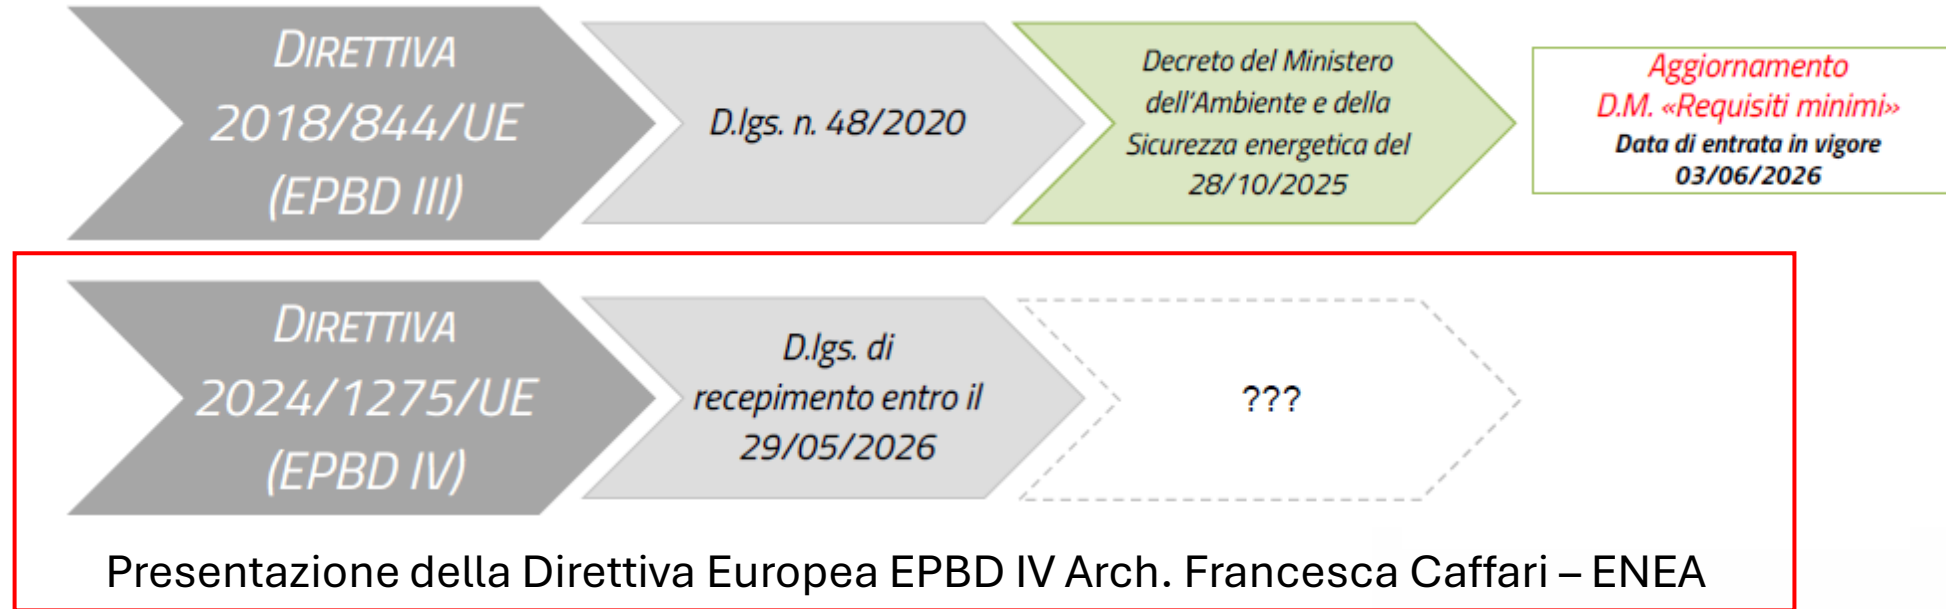 DIRETTIVA
2018/844/UE
(EPBD III)
D.lgs. n. 48/2020
Decreto del Ministero
dell'Ambiente e della
Sicurezza energetica del
28/10/2025
Aggiornamento
D.M. «Requisiti minimi»
Data di entrata in vigore
03/06/2026
DIRETTIVA
2024/1275/UE
(EPBD IV)
D.lgs. di
recepimento entro il
29/05/2026
???
Presentazione della Direttiva Europea EPBD IV Arch. Francesca Caffari – ENEA